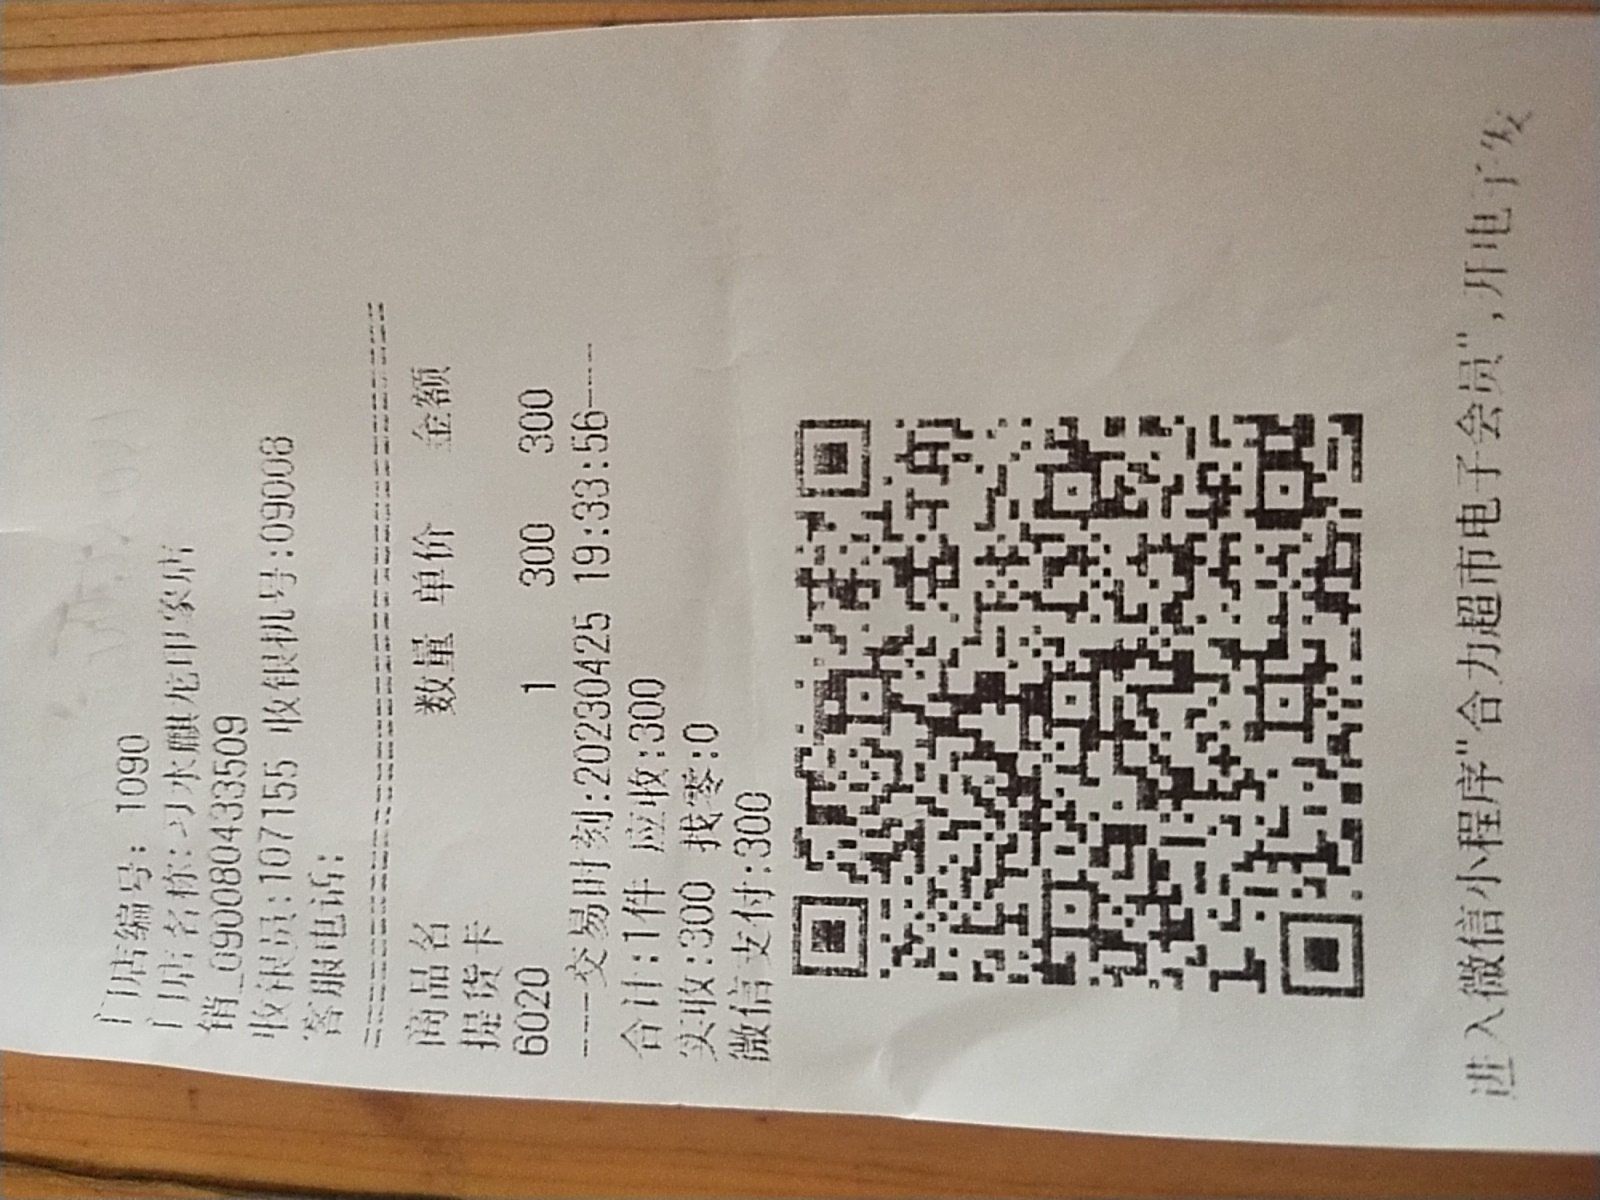 门店编号: 1090
门店名称:习水麒龙印象店
销_0900080433509
收银员:107155 收银机号:09008
客服电话:
==========================================
商品名 数量 单价 金额
提货卡
6020 1 300 300
----交易时刻:20230425 19:33:56----
合计:1件 应收:300
实收:300 找零:0
微信支付:300
进入微信小程序"合力超市电子会员",开电子发